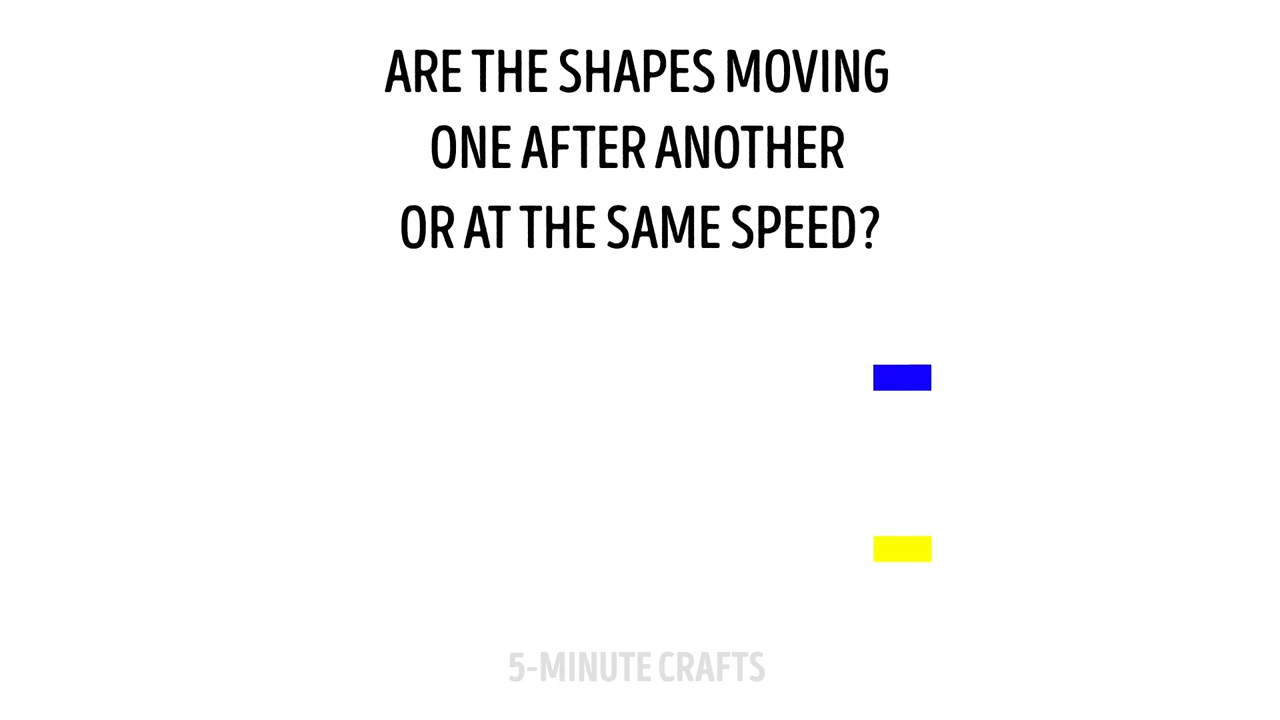 ARE THE SHAPES MOVING
ONE AFTER ANOTHER
OR AT THE SAME SPEED?
5-MINUTE CRAFTS